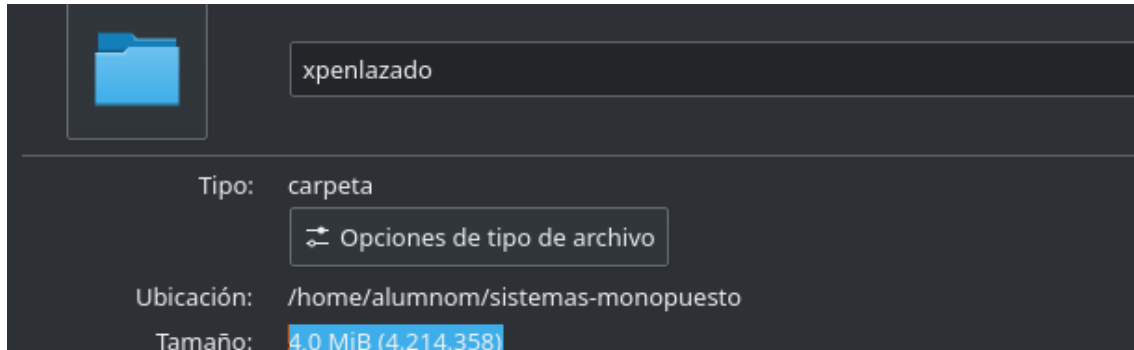 xpenlazado
Tipo: carpeta
Opciones de tipo de archivo
Ubicación: /home/alumnom/sistemas-monopuesto
Tamaño: 4,0 MiB (4.214.358)